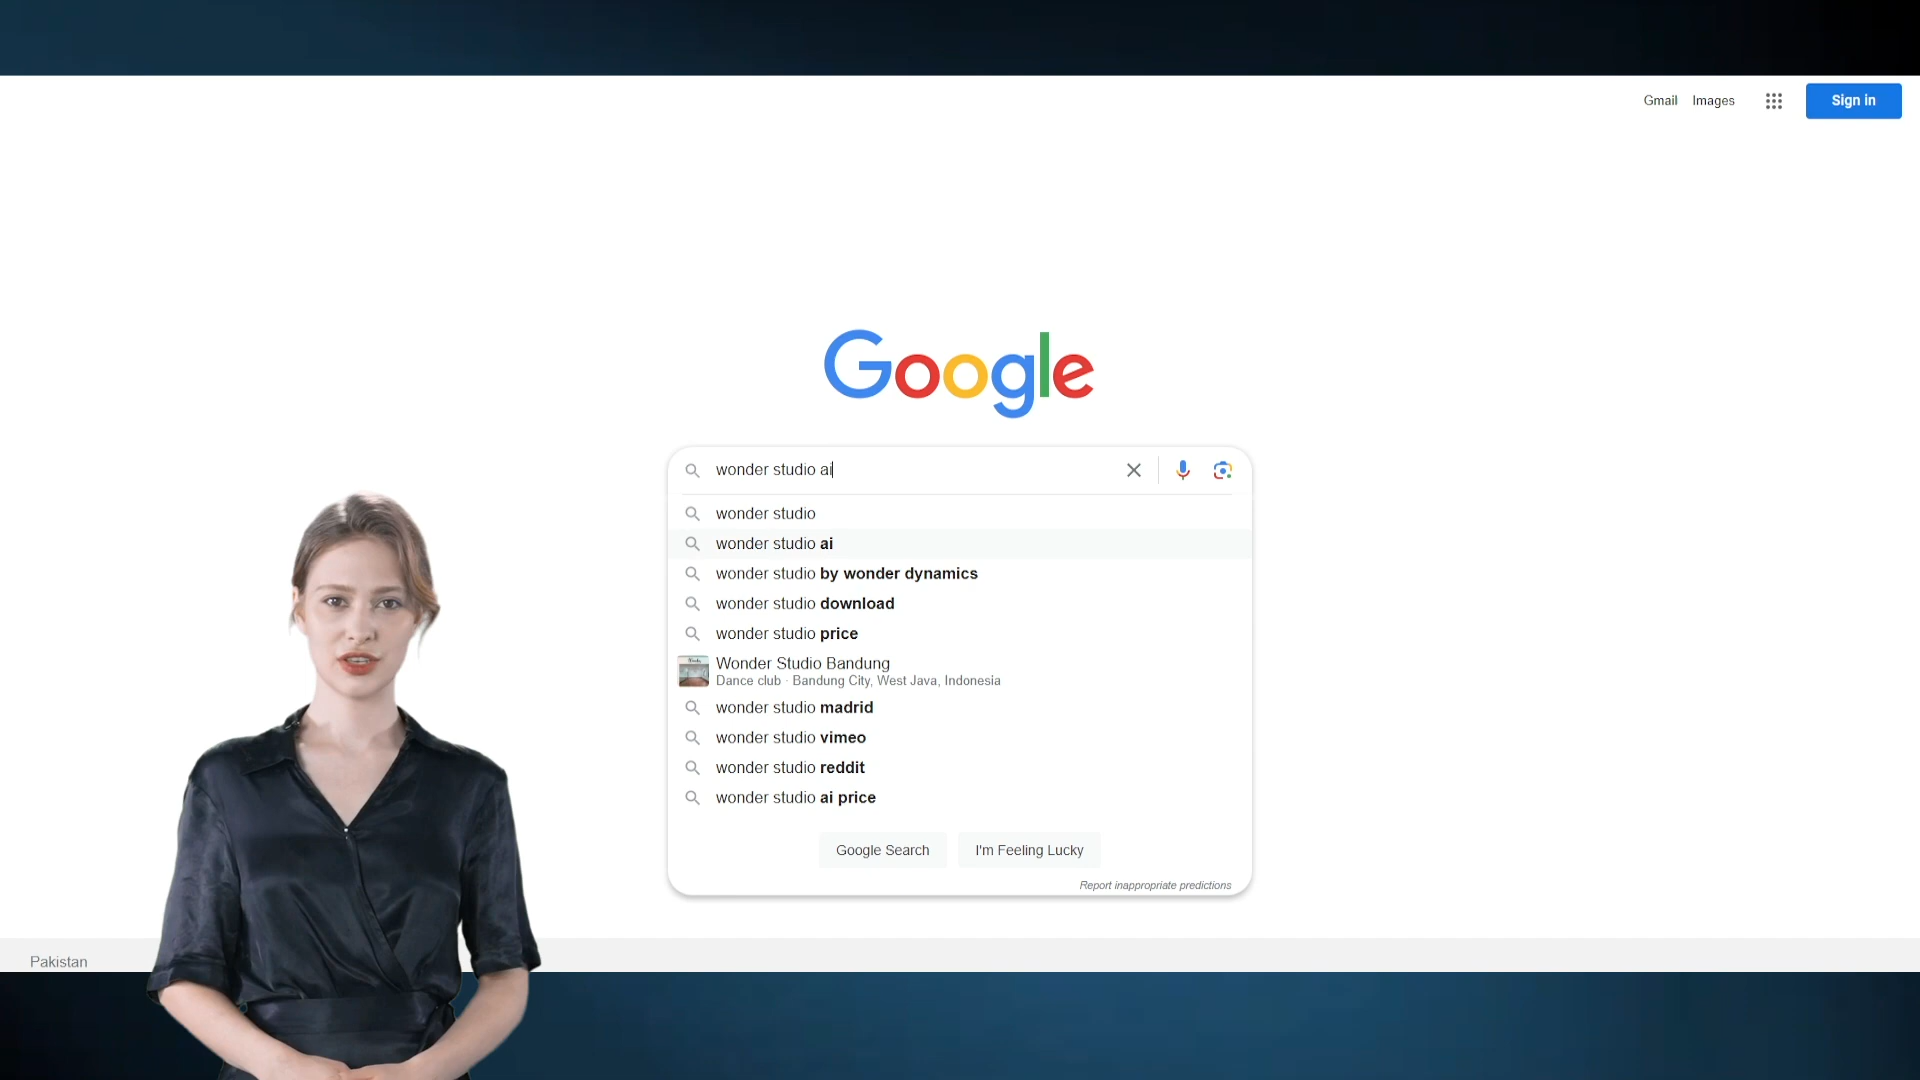 Gmail Images Sign in
Google
wonder studio ai
wonder studio
wonder studio ai
wonder studio by wonder dynamics
wonder studio download
wonder studio price
Wonder Studio Bandung
Dance club · Bandung City, West Java, Indonesia
wonder studio madrid
wonder studio vimeo
wonder studio reddit
wonder studio ai price
Google Search I'm Feeling Lucky
Report inappropriate predictions
Pakistan